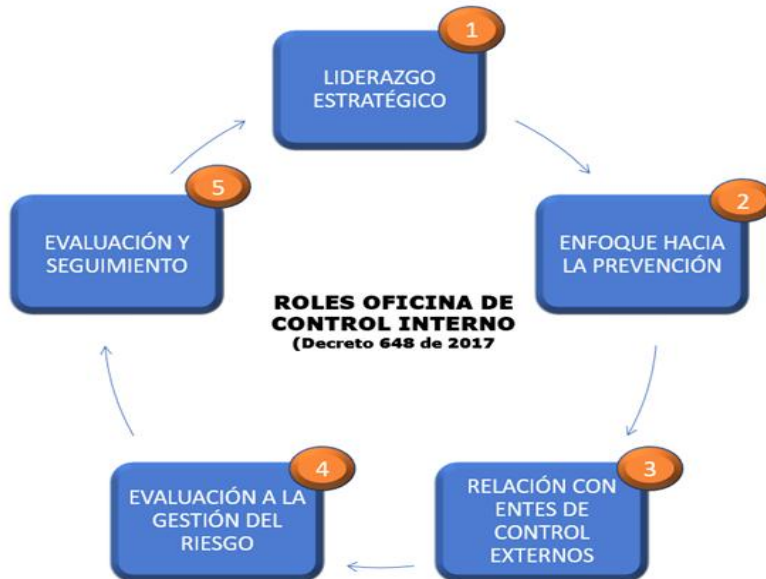 1
LIDERAZGO
ESTRATÉGICO
2
ENFOQUE HACIA
LA PREVENCIÓN
3
RELACIÓN CON
ENTES DE
CONTROL
EXTERNOS
4
EVALUACIÓN A LA
GESTIÓN DEL
RIESGO
5
EVALUACIÓN Y
SEGUIMIENTO
ROLES OFICINA DE
CONTROL INTERNO
(Decreto 648 de 2017